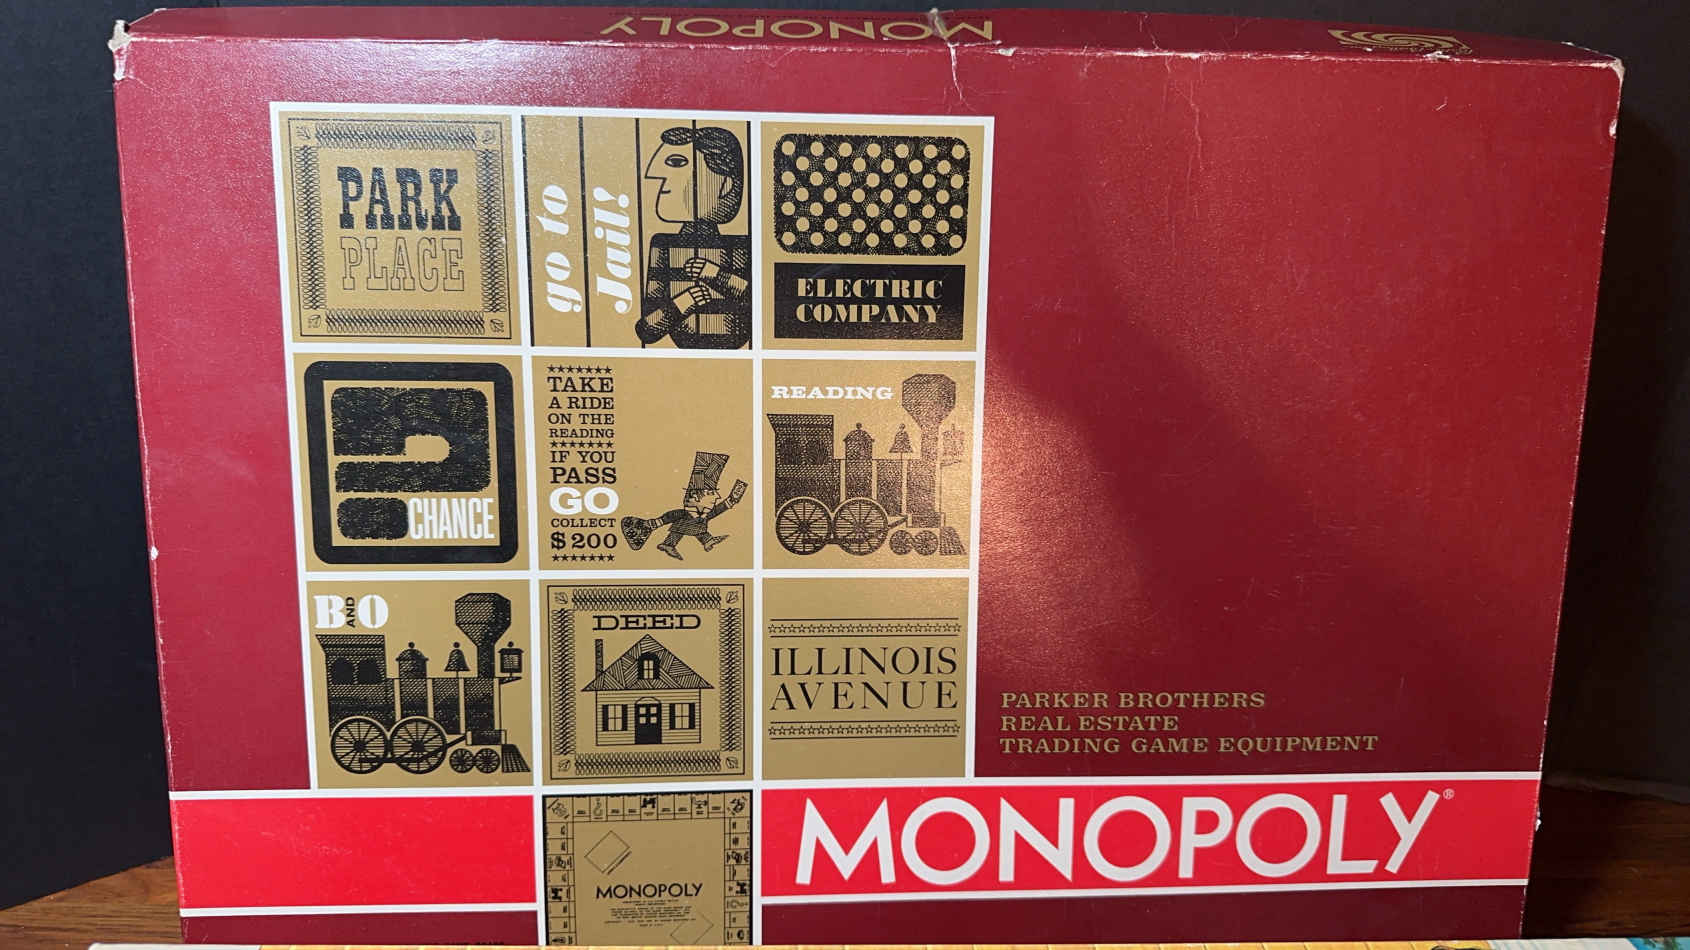 MONOPOLY
PARK
PLACE
go to
Jail!
ELECTRIC
COMPANY
CHANCE
TAKE
A RIDE
ON THE
READING
IF YOU
PASS
GO
COLLECT
$200
READING
B AND O
DEED
ILLINOIS
AVENUE
PARKER BROTHERS
REAL ESTATE
TRADING GAME EQUIPMENT
MONOPOLY®
MONOPOLY